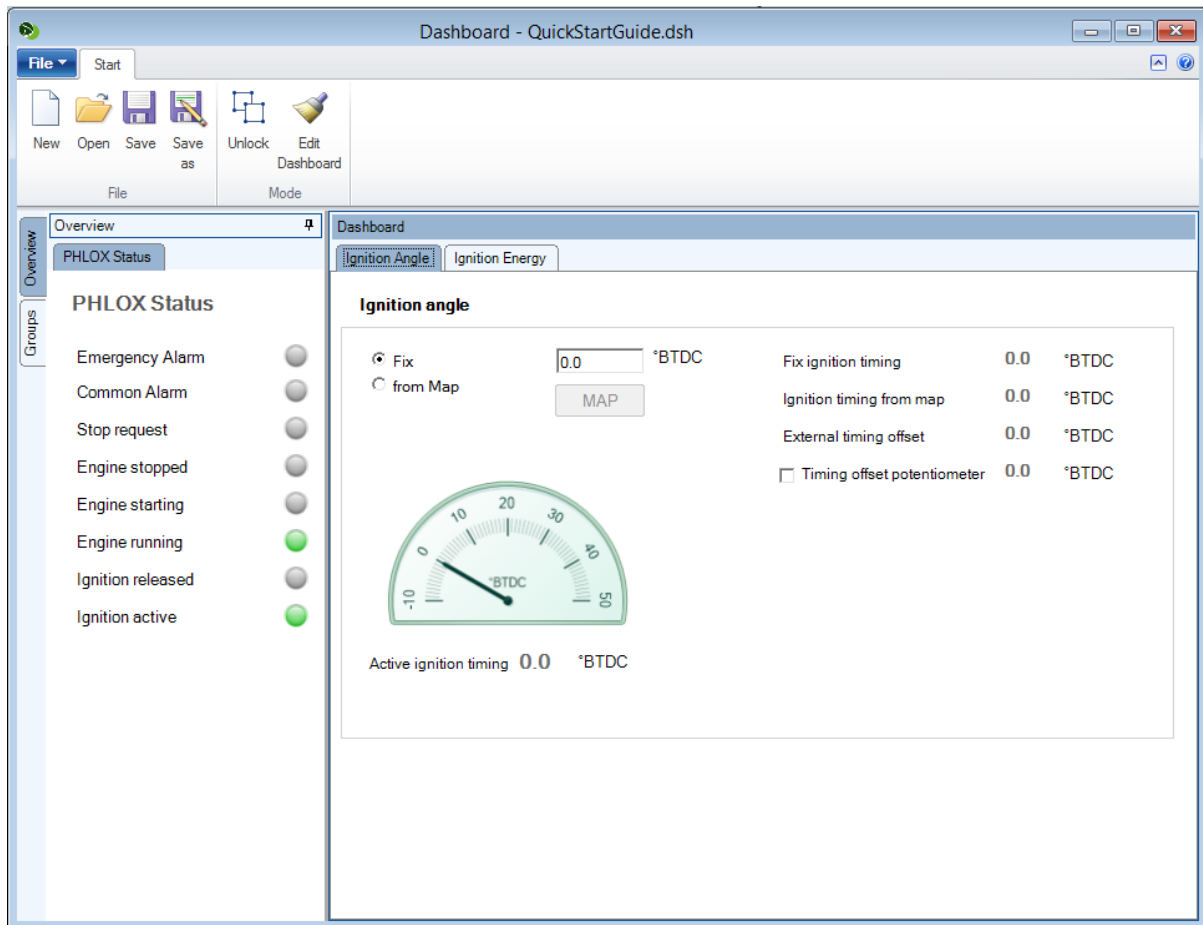 Dashboard - QuickStartGuide.dsh
File Start
New Open Save Save as Unlock Edit Dashboard
File Mode
Overview
Groups
Overview
PHLOX Status
PHLOX Status
Emergency Alarm
Common Alarm
Stop request
Engine stopped
Engine starting
Engine running
Ignition released
Ignition active
Dashboard
Ignition Angle Ignition Energy
Ignition angle
Fix 0.0 °BTDC
from Map MAP
Fix ignition timing 0.0 °BTDC
Ignition timing from map 0.0 °BTDC
External timing offset 0.0 °BTDC
Timing offset potentiometer 0.0 °BTDC
-10 0 10 20 30 40 50
°BTDC
Active ignition timing 0.0 °BTDC